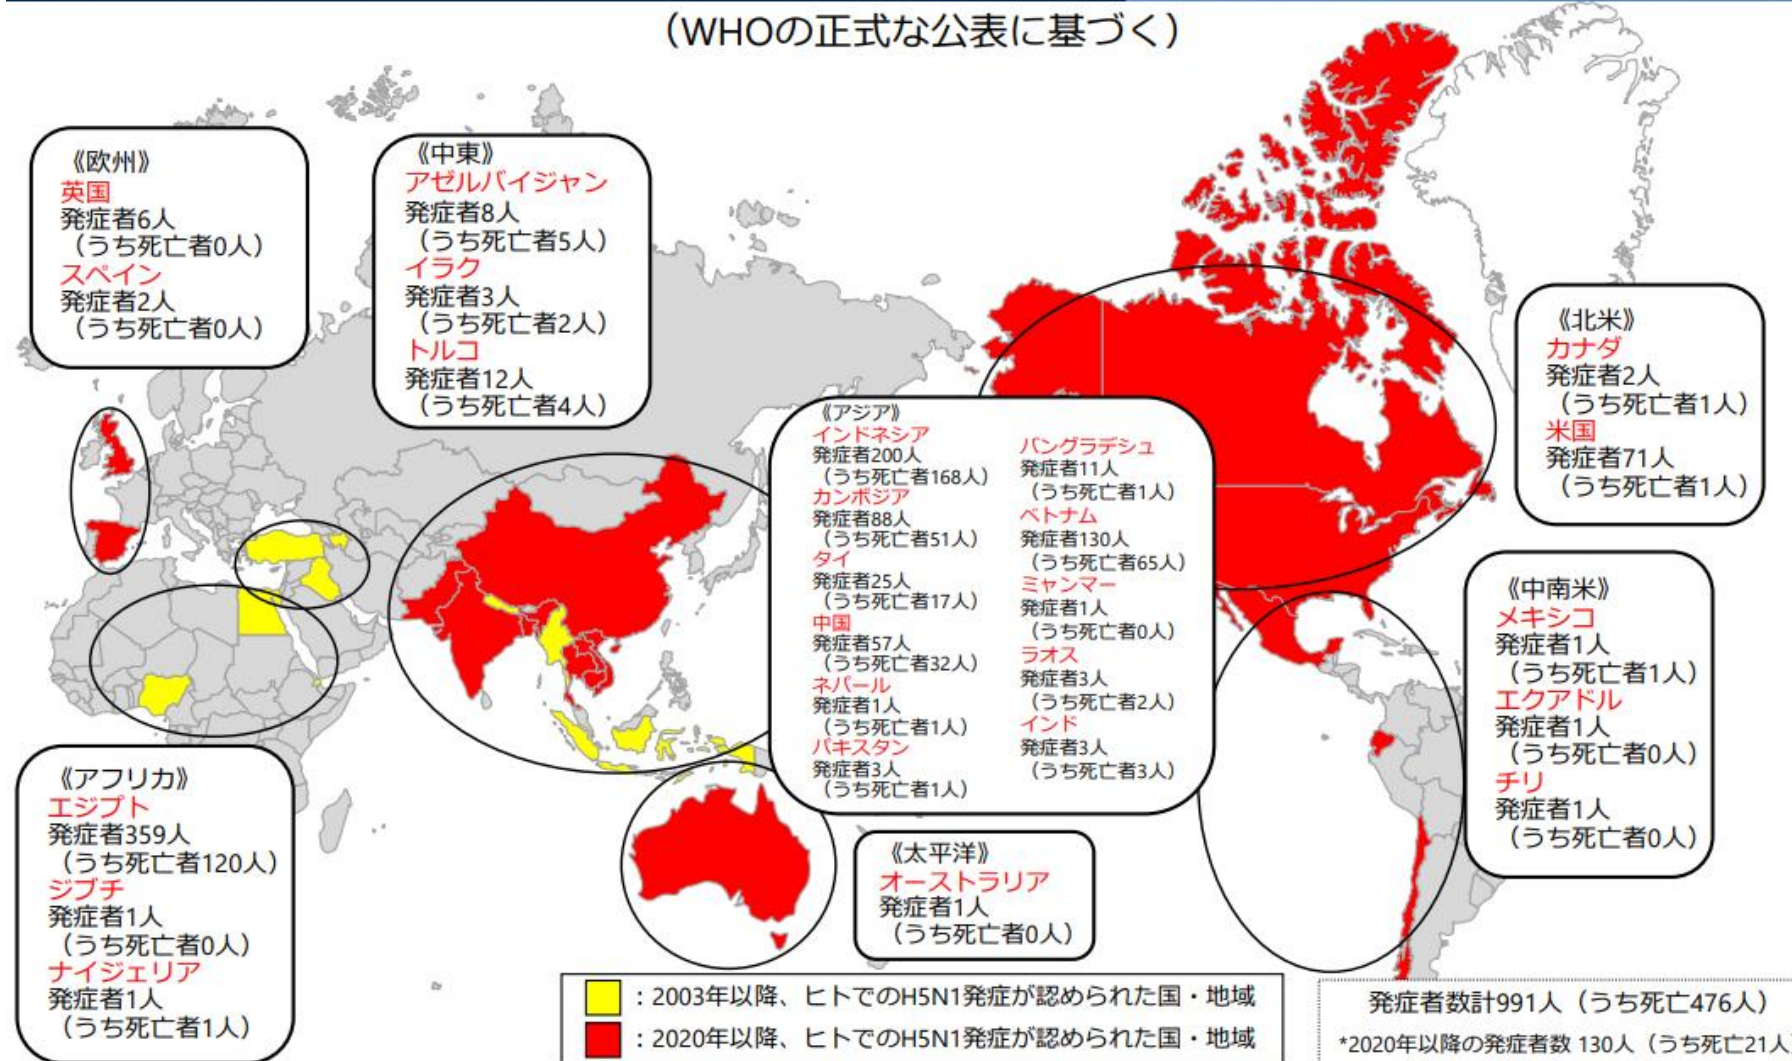 （WHOの正式な公表に基づく）
《欧州》
英国
発症者6人
（うち死亡者0人）
スペイン
発症者2人
（うち死亡者0人）
《中東》
アゼルバイジャン
発症者8人
（うち死亡者5人）
イラク
発症者3人
（うち死亡者2人）
トルコ
発症者12人
（うち死亡者4人）
《北米》
カナダ
発症者2人
（うち死亡者1人）
米国
発症者71人
（うち死亡者1人）
《アジア》
インドネシア
発症者200人
（うち死亡者168人）
カンボジア
発症者88人
（うち死亡者51人）
タイ
発症者25人
（うち死亡者17人）
中国
発症者57人
（うち死亡者32人）
ネパール
発症者1人
（うち死亡者1人）
パキスタン
発症者3人
（うち死亡者1人）
バングラデシュ
発症者11人
（うち死亡者1人）
ベトナム
発症者130人
（うち死亡者65人）
ミャンマー
発症者1人
（うち死亡者0人）
ラオス
発症者3人
（うち死亡者2人）
インド
発症者3人
（うち死亡者3人）
《中南米》
メキシコ
発症者1人
（うち死亡者1人）
エクアドル
発症者1人
（うち死亡者0人）
チリ
発症者1人
（うち死亡者0人）
《アフリカ》
エジプト
発症者359人
（うち死亡者120人）
ジブチ
発症者1人
（うち死亡者0人）
ナイジェリア
発症者1人
（うち死亡者1人）
《太平洋》
オーストラリア
発症者1人
（うち死亡者0人）
：2003年以降、ヒトでのH5N1発症が認められた国・地域
：2020年以降、ヒトでのH5N1発症が認められた国・地域
発症者数計991人（うち死亡476人）
*2020年以降の発症者数 130人（うち死亡21人